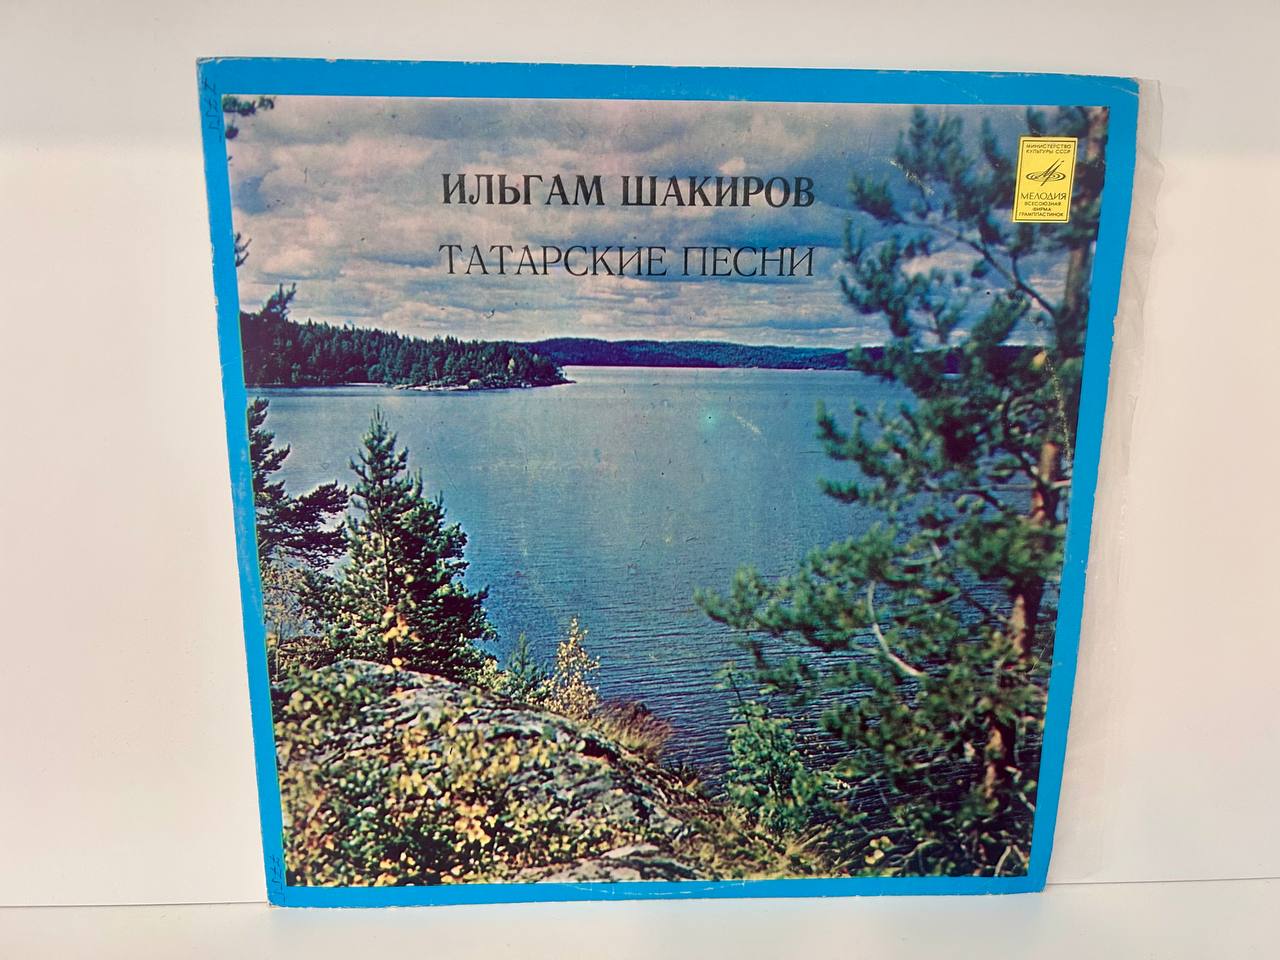 ИЛЬГАМ ШАКИРОВ
ТАТАРСКИЕ ПЕСНИ
МИНИСТЕРСТВО
КУЛЬТУРЫ СССР
МЕЛОДИЯ
ВСЕСОЮЗНАЯ
ФИРМА
ГРАМПЛАСТИНОК